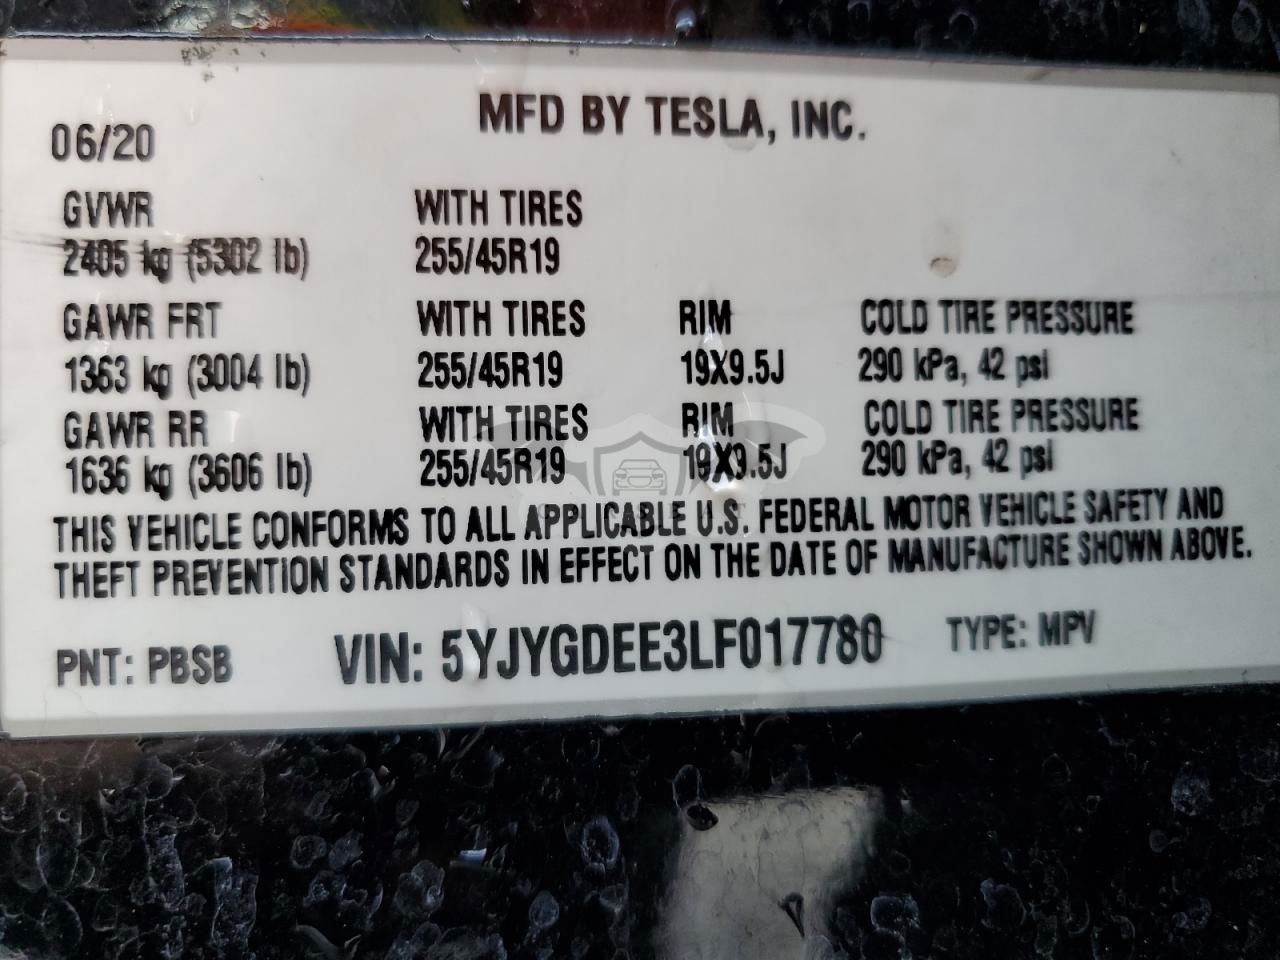 MFD BY TESLA, INC.
06/20
GVWR WITH TIRES
2405 kg (5302 lb) 255/45R19
GAWR FRT WITH TIRES RIM COLD TIRE PRESSURE
1363 kg (3004 lb) 255/45R19 19X9.5J 290 kPa, 42 psi
GAWR RR WITH TIRES RIM COLD TIRE PRESSURE
1636 kg (3606 lb) 255/45R19 19X9.5J 290 kPa, 42 psi
THIS VEHICLE CONFORMS TO ALL APPLICABLE U.S. FEDERAL MOTOR VEHICLE SAFETY AND
THEFT PREVENTION STANDARDS IN EFFECT ON THE DATE OF MANUFACTURE SHOWN ABOVE.
PNT: PBSB VIN: 5YJYGDEE3LF017780 TYPE: MPV